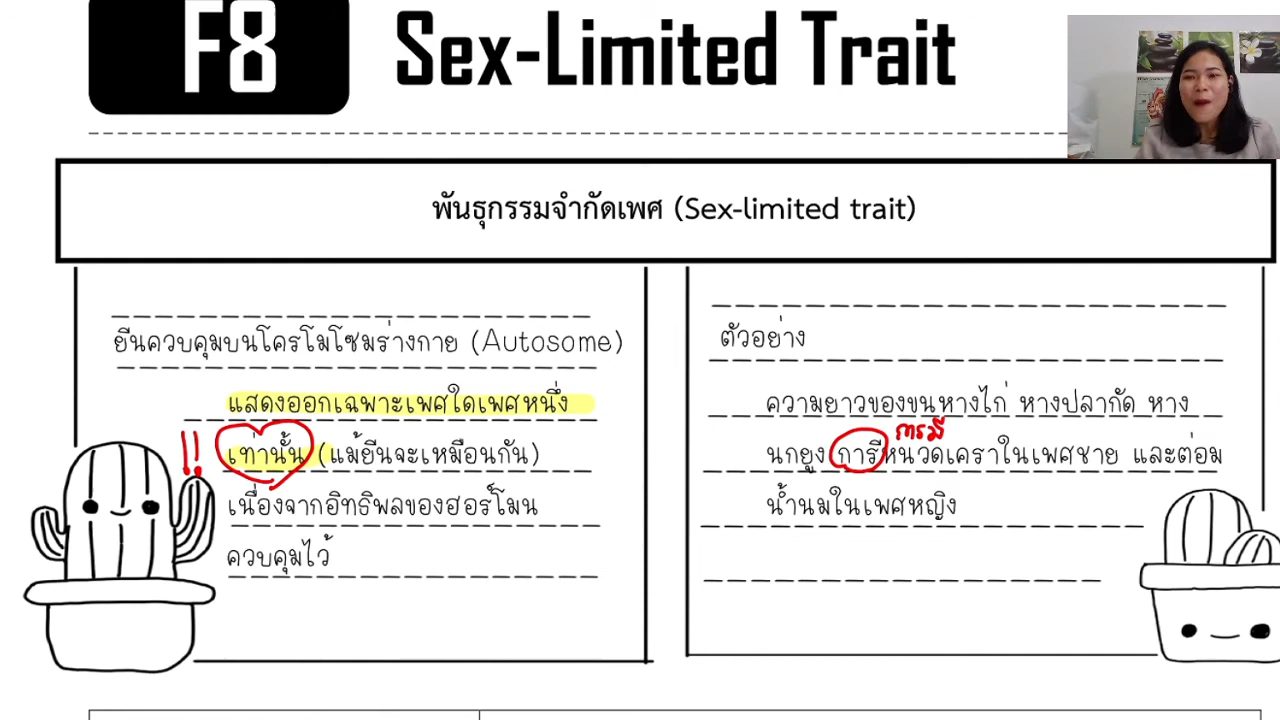 F8
Sex-Limited Trait
พันธุกรรมจำกัดเพศ (Sex-limited trait)
ยีนควบคุมบนโครโมโซมร่างกาย (Autosome)
แสดงออกเฉพาะเพศใดเพศหนึ่ง
!! เท่านั้น (แม้ยีนจะเหมือนกัน)
เนื่องจากอิทธิพลของฮอร์โมน
ควบคุมไว้
ตัวอย่าง
ความยาวของขนหางไก่ หางปลากัด หาง
การมี
นกยูง การีหนวดเคราในเพศชาย และต่อม
น้ำนมในเพศหญิง